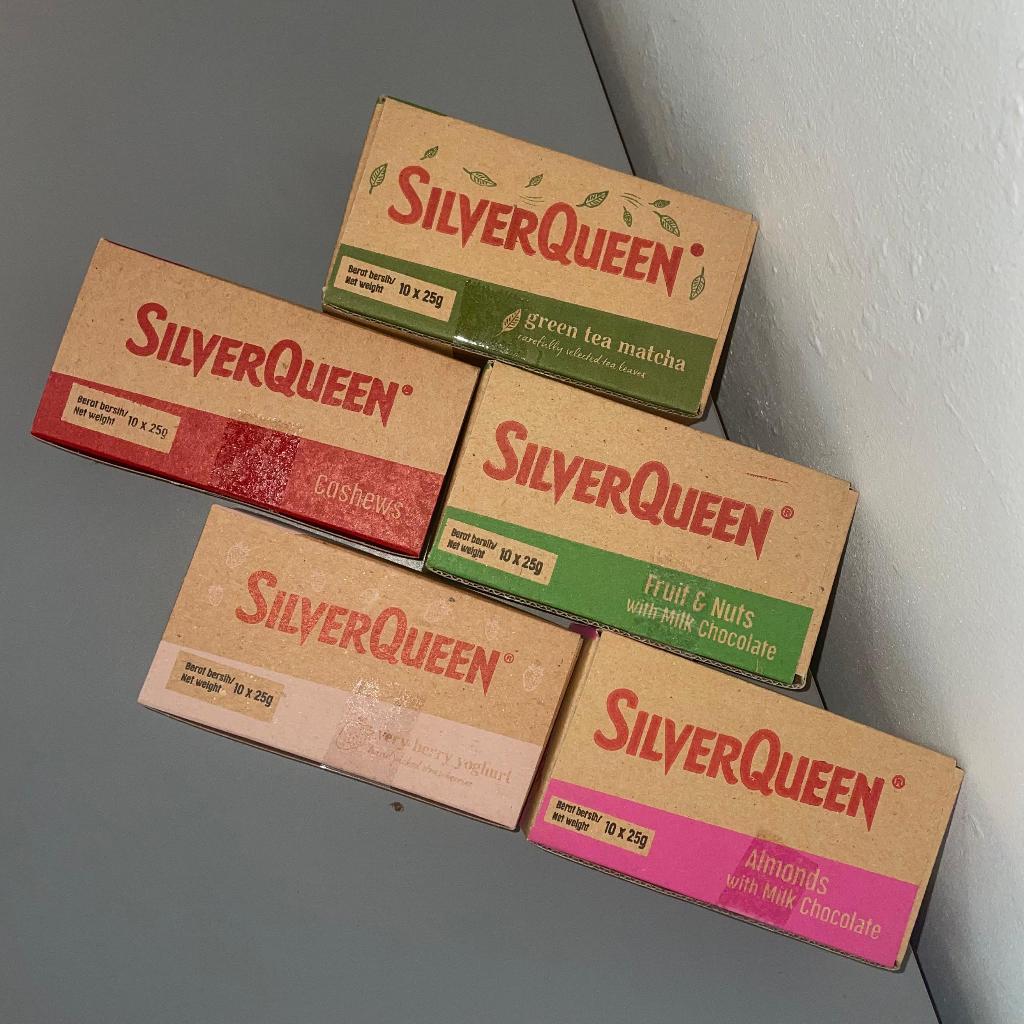 SILVERQUEEN
Berat bersih/
Net weight 10 x 25g
green tea matcha
carefully selected tea leaves
SILVERQUEEN®
Berat bersih/
Net weight 10 x 25g
cashews
SILVERQUEEN®
Berat bersih/
Net weight 10 x 25g
Fruit & Nuts
with Milk Chocolate
SILVERQUEEN®
Berat bersih/
Net weight 10 x 25g
very berry yoghurt
SILVERQUEEN®
Berat bersih/
Net weight 10 x 25g
Almonds
with Milk Chocolate